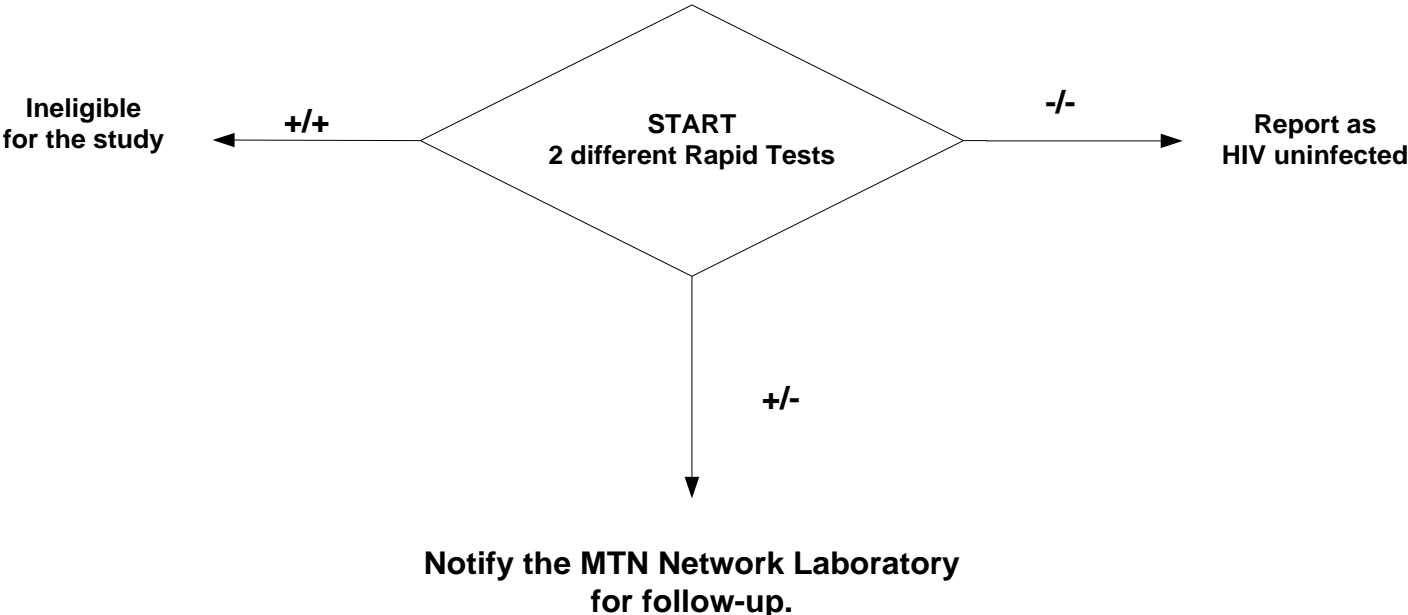 START
2 different Rapid Tests
+/+
Ineligible
for the study
-/-
Report as
HIV uninfected
+/-
Notify the MTN Network Laboratory
for follow-up.